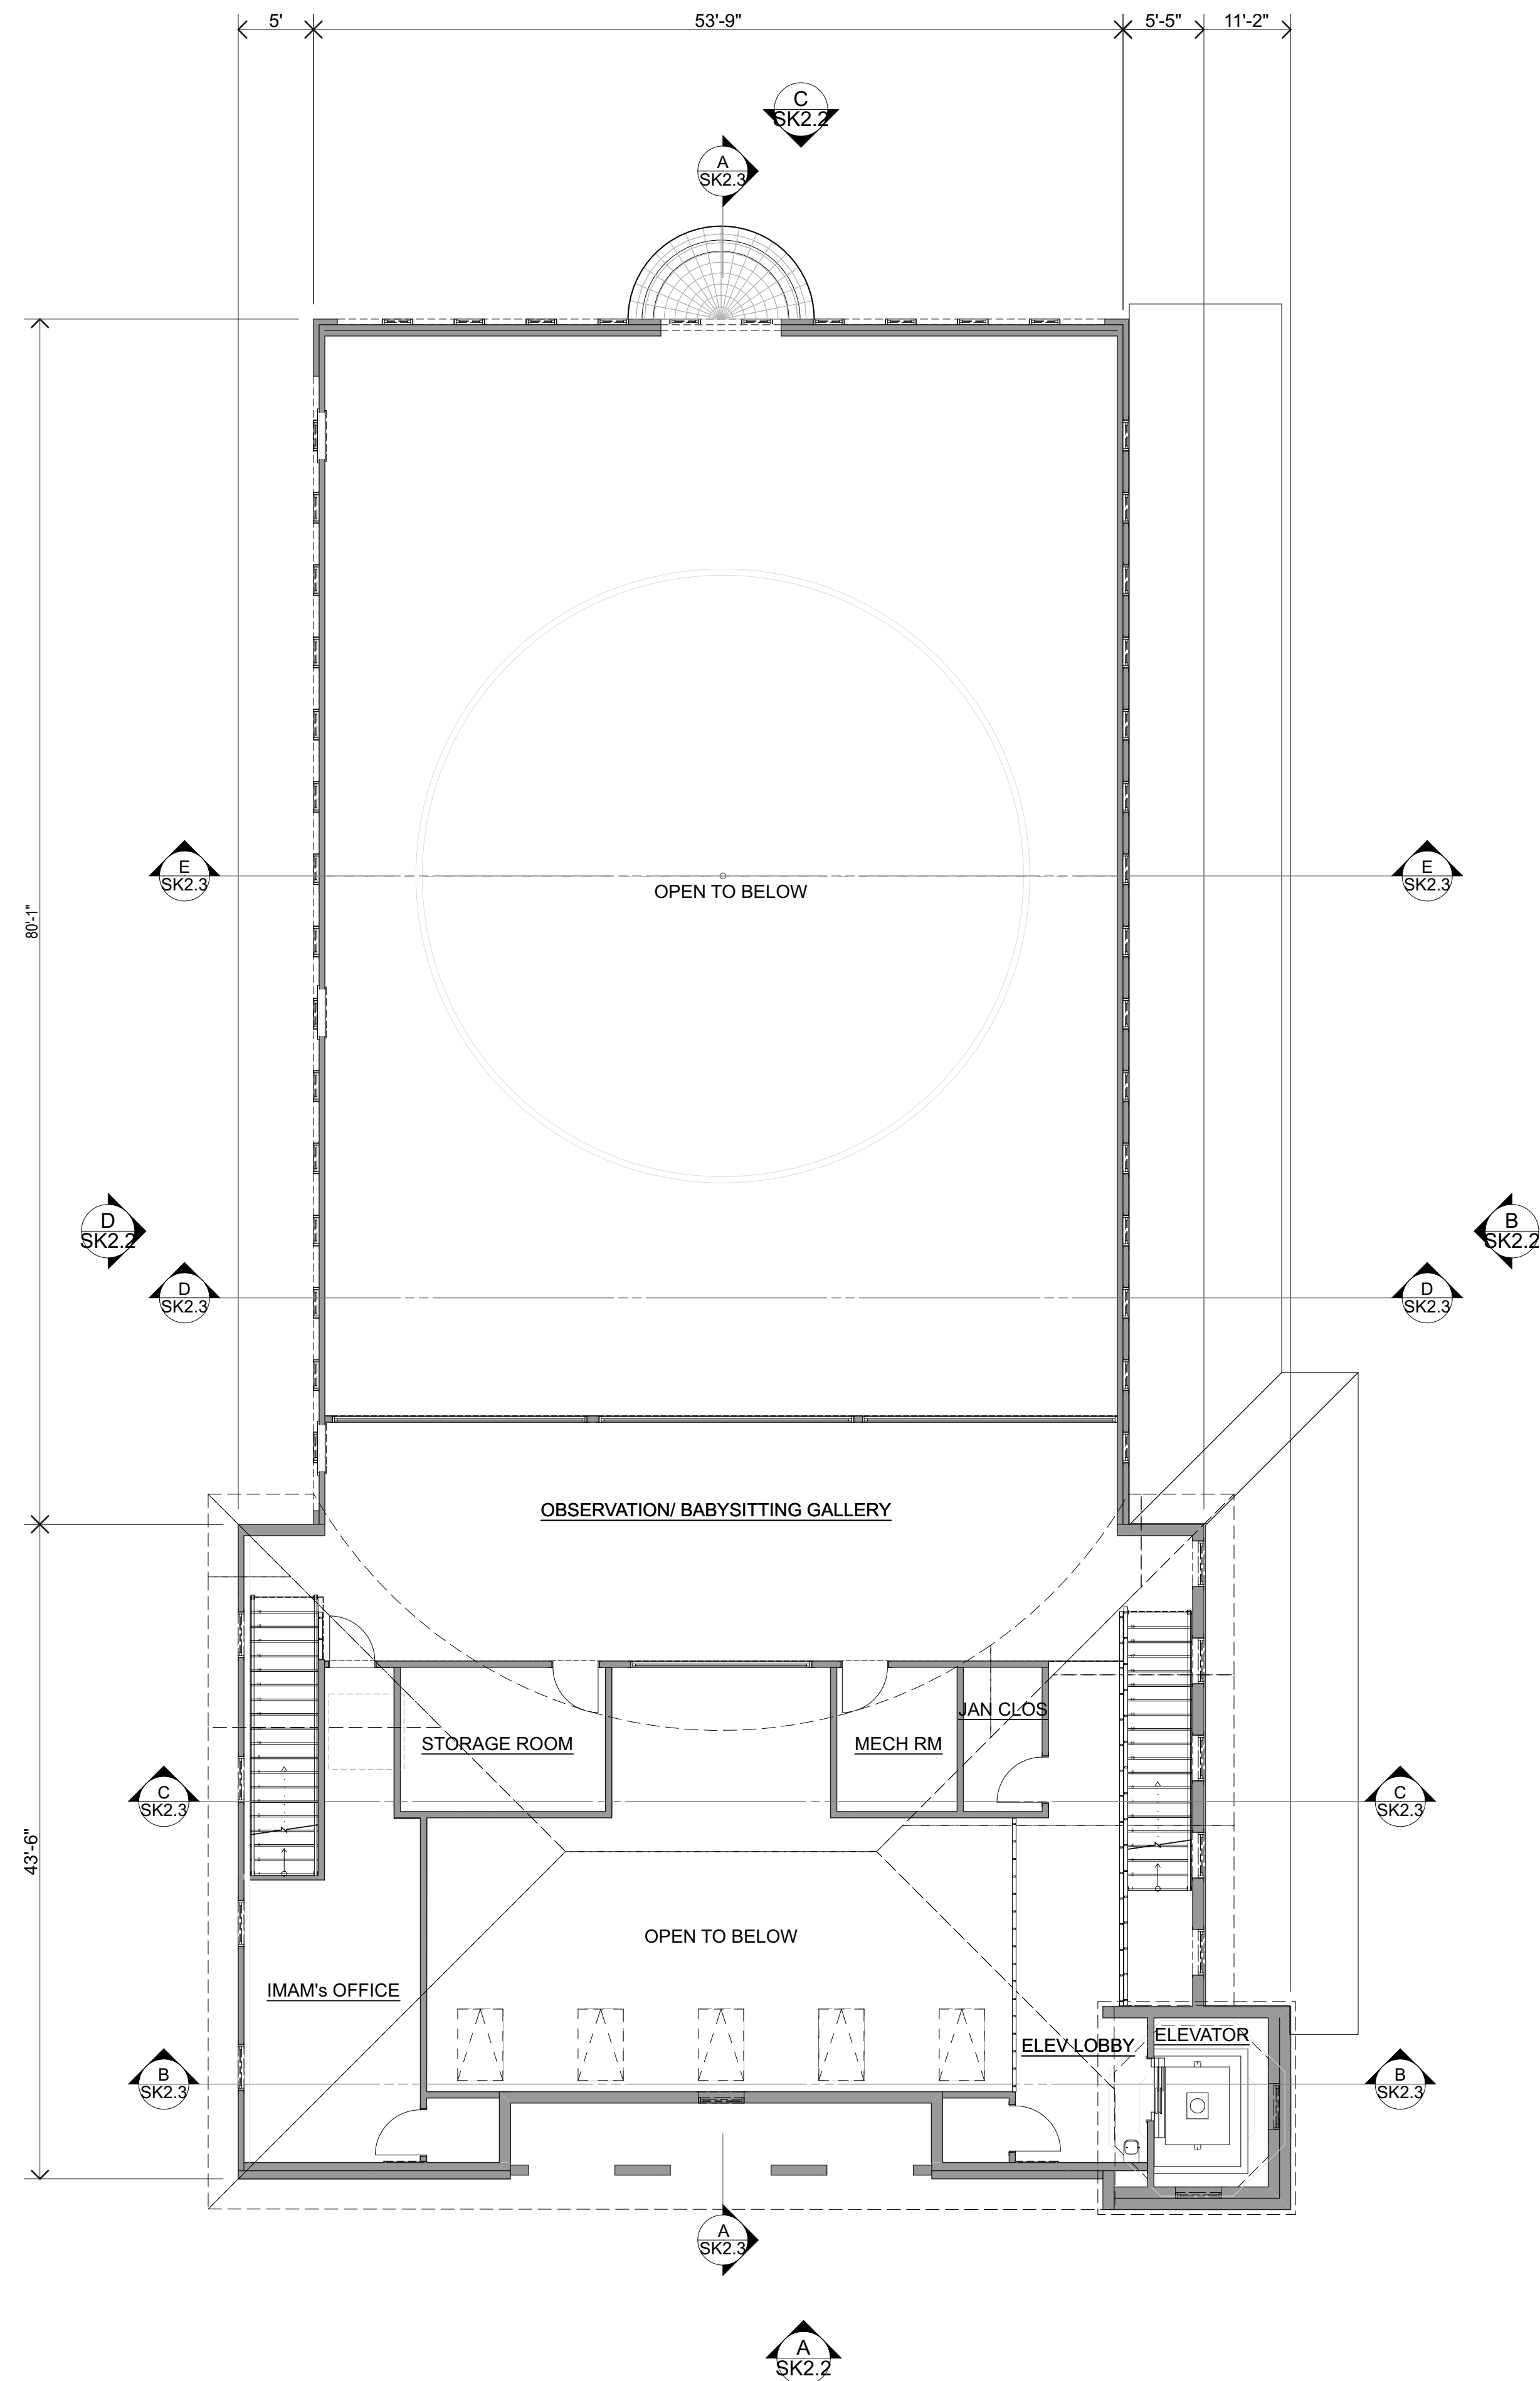 5'
53'-9"
5'-5"
11'-2"
C
SK2.2
A
SK2.3
80'-1"
E
SK2.3
E
SK2.3
OPEN TO BELOW
D
SK2.2
B
SK2.2
D
SK2.3
D
SK2.3
OBSERVATION/ BABYSITTING GALLERY
JAN CLOS
STORAGE ROOM
MECH RM
C
SK2.3
C
SK2.3
43'-6"
OPEN TO BELOW
IMAM's OFFICE
ELEVATOR
ELEV LOBBY
B
SK2.3
B
SK2.3
A
SK2.3
A
SK2.2